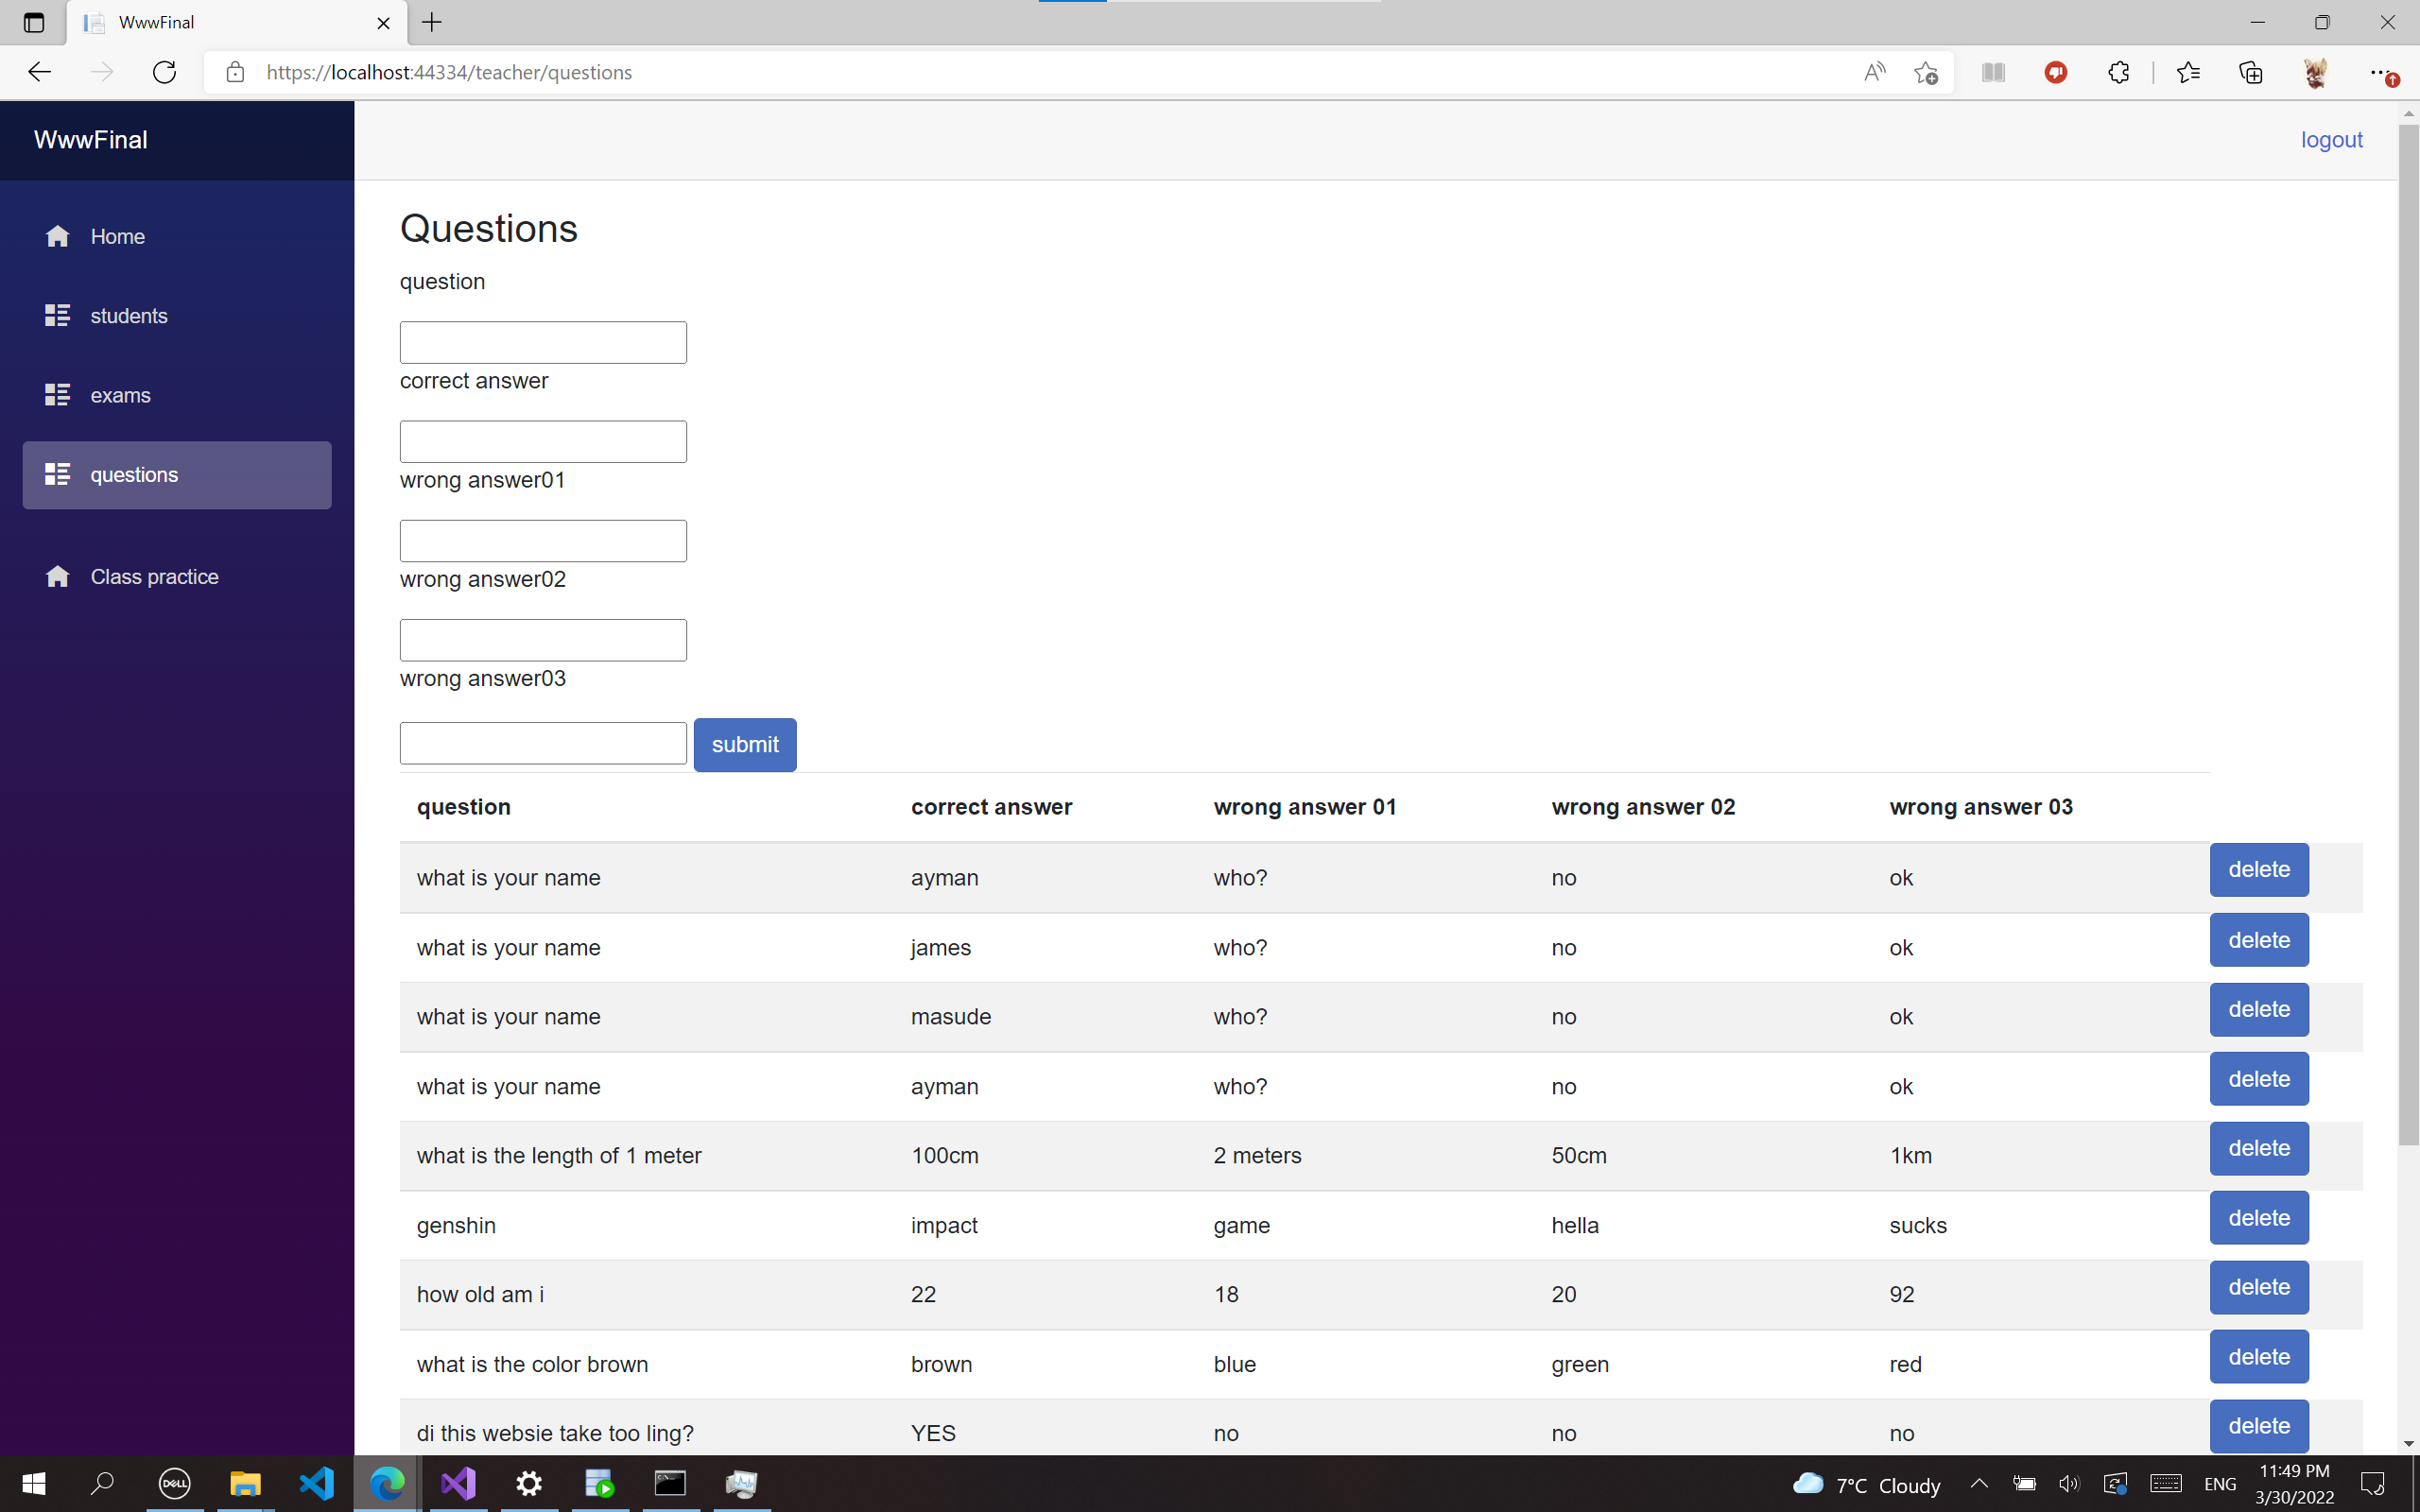 WwwFinal
https://localhost:44334/teacher/questions
WwwFinal
logout
Home
students
exams
questions
Class practice
Questions
question
correct answer
wrong answer01
wrong answer02
wrong answer03
submit
question correct answer wrong answer 01 wrong answer 02 wrong answer 03
what is your name ayman who? no ok delete
what is your name james who? no ok delete
what is your name masude who? no ok delete
what is your name ayman who? no ok delete
what is the length of 1 meter 100cm 2 meters 50cm 1km delete
genshin impact game hella sucks delete
how old am i 22 18 20 92 delete
what is the color brown brown blue green red delete
di this websie take too ling? YES no no no delete
DELL
7°C Cloudy
ENG
11:49 PM
3/30/2022